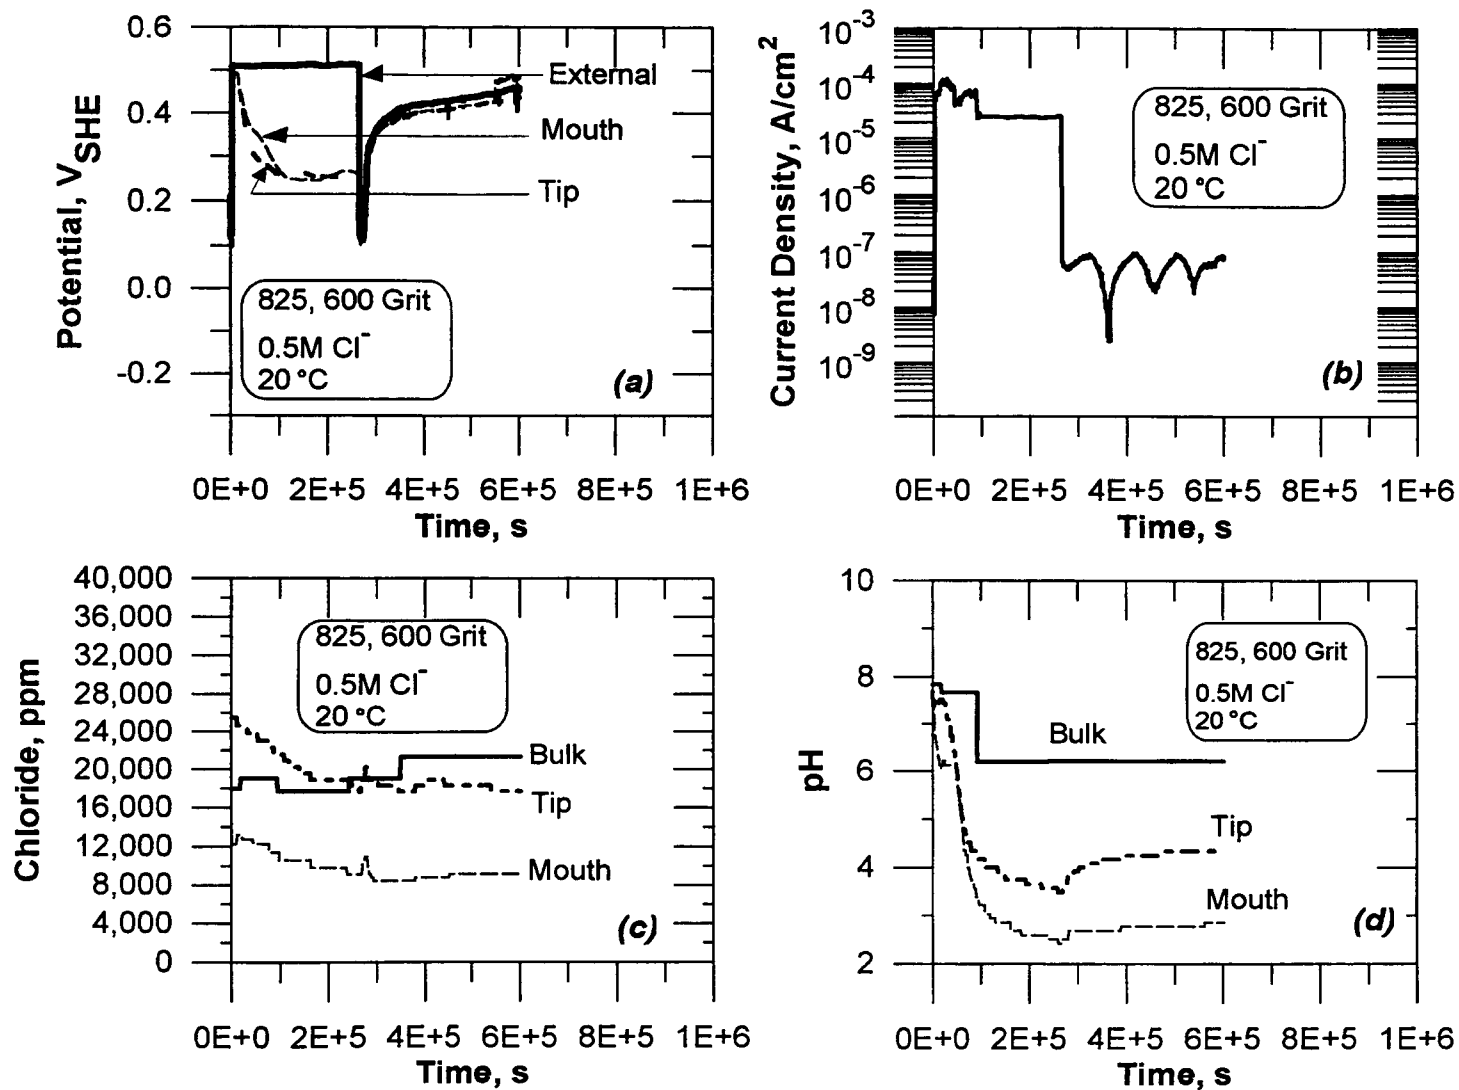 0.6
0.4
0.2
0.0
-0.2
Potential, V_SHE
External
Mouth
Tip
825, 600 Grit
0.5M Cl⁻
20 °C
(a)
0E+0 2E+5 4E+5 6E+5 8E+5 1E+6
Time, s
10⁻³
10⁻⁴
10⁻⁵
10⁻⁶
10⁻⁷
10⁻⁸
10⁻⁹
Current Density, A/cm²
825, 600 Grit
0.5M Cl⁻
20 °C
(b)
0E+0 2E+5 4E+5 6E+5 8E+5 1E+6
Time, s
40,000
36,000
32,000
28,000
24,000
20,000
16,000
12,000
8,000
4,000
0
Chloride, ppm
825, 600 Grit
0.5M Cl⁻
20 °C
Bulk
Tip
Mouth
(c)
0E+0 2E+5 4E+5 6E+5 8E+5 1E+6
Time, s
10
8
6
4
2
pH
825, 600 Grit
0.5M Cl⁻
20 °C
Bulk
Tip
Mouth
(d)
0E+0 2E+5 4E+5 6E+5 8E+5 1E+6
Time, s